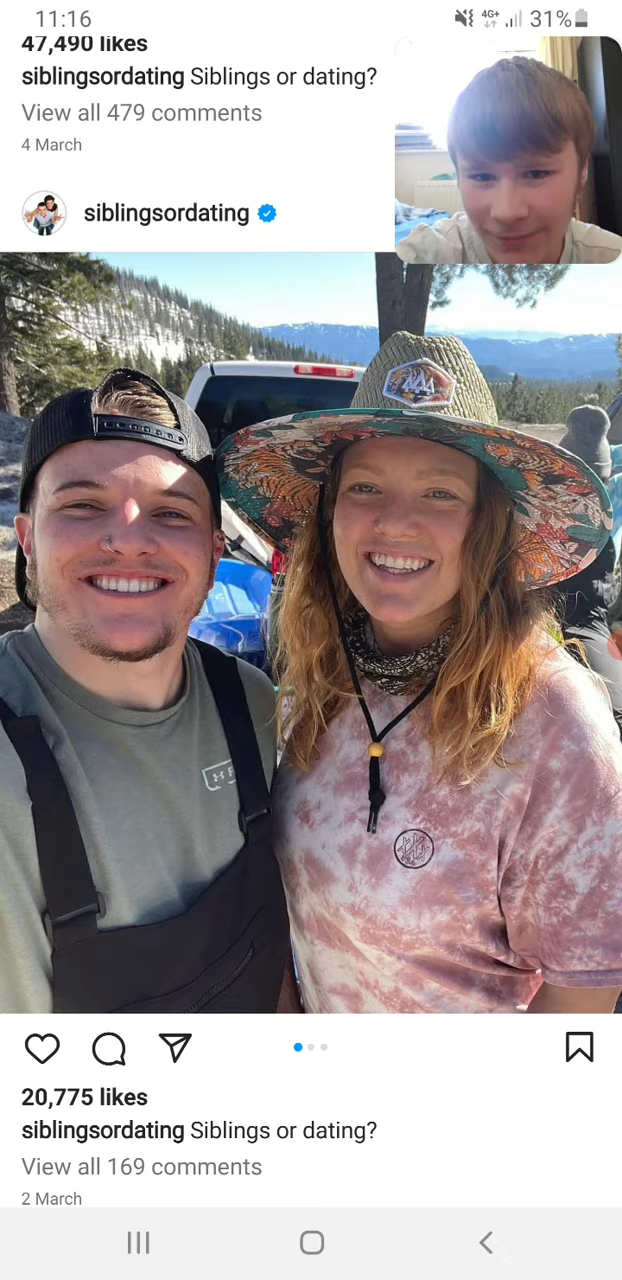 11:16
4G+
31%
47,490 likes
siblingsordating Siblings or dating?
View all 479 comments
4 March
siblingsordating
20,775 likes
siblingsordating Siblings or dating?
View all 169 comments
2 March